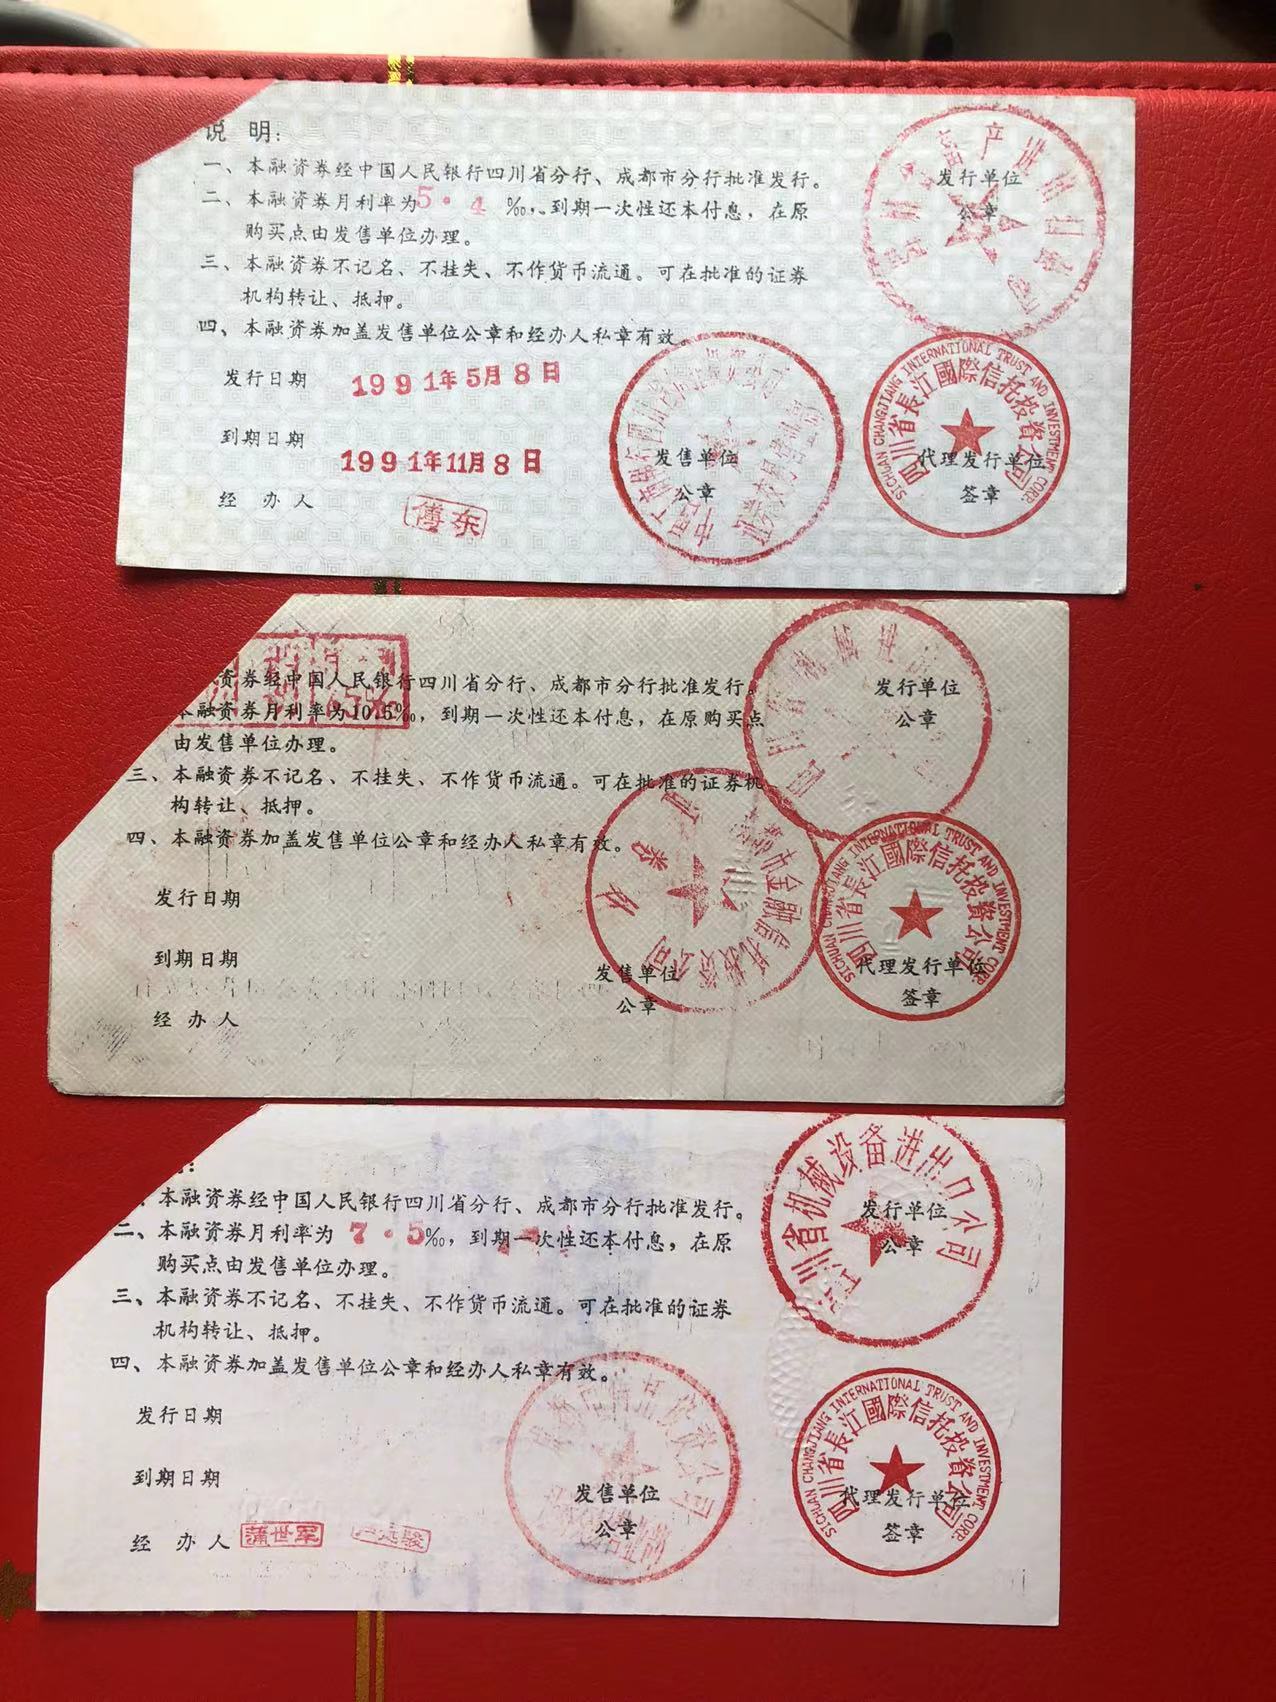 说 明:
一、本融资券经中国人民银行四川省分行、成都市分行批准发行。
二、本融资券月利率为5·4‰,到期一次性还本付息,在原
购买点由发售单位办理。
三、本融资券不记名、不挂失、不作货币流通。可在批准的证券
机构转让、抵押。
四、本融资券加盖发售单位公章和经办人私章有效。
发行日期 1991年5月8日
到期日期 1991年11月8日
经 办 人 傅东
发行单位
公章
发售单位
公章
代理发行单位
签章
四川省長江國際信托投資公司
SICHUAN CHANGJIANG INTERNATIONAL TRUST AND INVESTMENT CORP.
资券经中国人民银行四川省分行、成都市分行批准发行。
本融资券月利率为10.5‰,到期一次性还本付息,在原购买点
由发售单位办理。
三、本融资券不记名、不挂失、不作货币流通。可在批准的证券机
构转让、抵押。
四、本融资券加盖发售单位公章和经办人私章有效。
发行日期
到期日期
经 办 人
发行单位
公章
发售单位
公章
代理发行单位
签章
四川省長江國際信托投資公司
SICHUAN CHANGJIANG INTERNATIONAL TRUST AND INVESTMENT CORP.
:
本融资券经中国人民银行四川省分行、成都市分行批准发行。
二、本融资券月利率为7·5‰,到期一次性还本付息,在原
购买点由发售单位办理。
三、本融资券不记名、不挂失、不作货币流通。可在批准的证券
机构转让、抵押。
四、本融资券加盖发售单位公章和经办人私章有效。
发行日期
到期日期
经 办 人 蒲世军
四川省机械设备进出口公司
发行单位
公章
发售单位
公章
代理发行单位
签章
四川省長江國際信托投資公司
SICHUAN CHANGJIANG INTERNATIONAL TRUST AND INVESTMENT CORP.